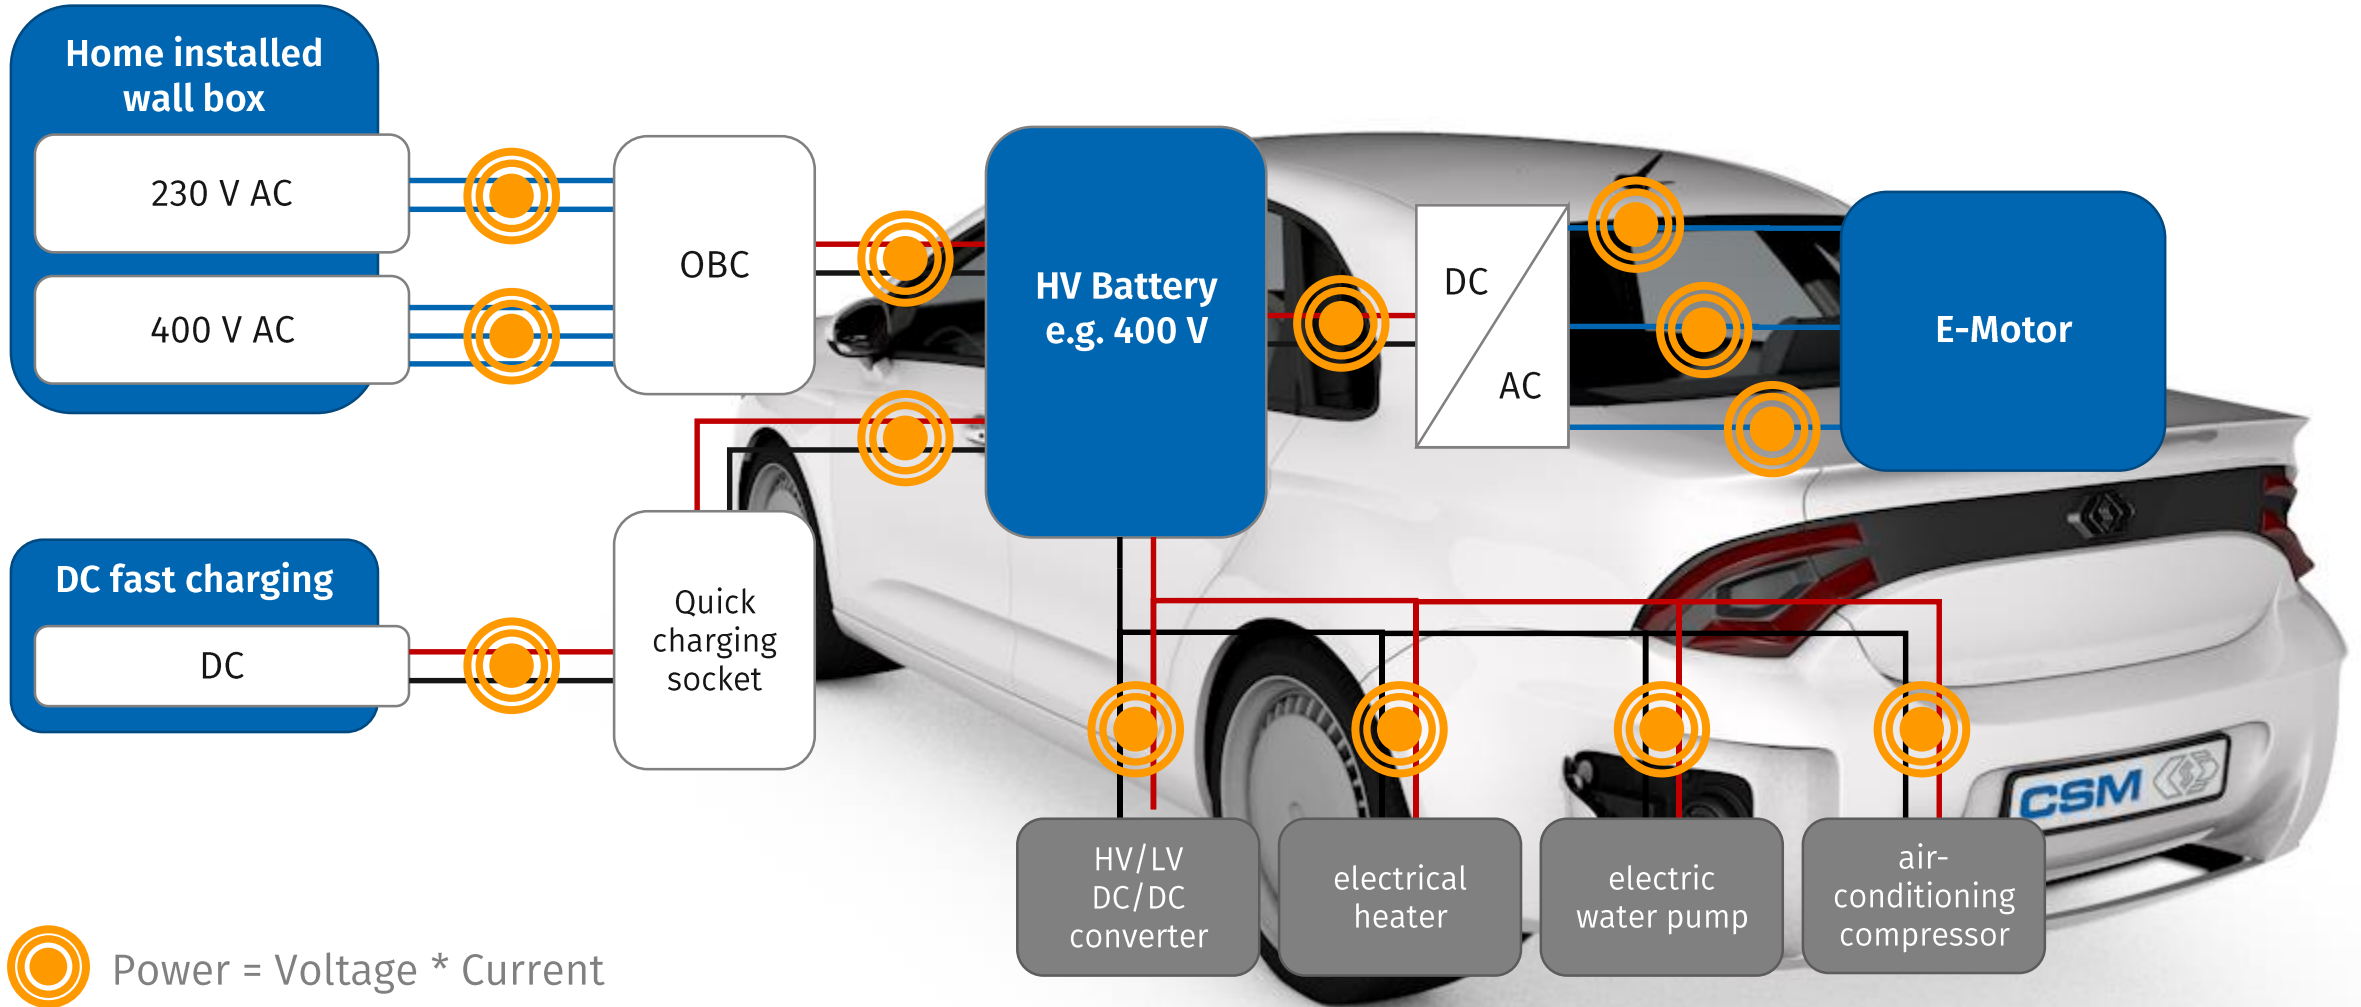 Home installed
wall box
230 V AC
400 V AC
OBC
HV Battery
e.g. 400 V
DC
AC
E-Motor
DC fast charging
DC
Quick
charging
socket
HV/LV
DC/DC
converter
electrical
heater
electric
water pump
air-
conditioning
compressor
CSM
Power = Voltage * Current